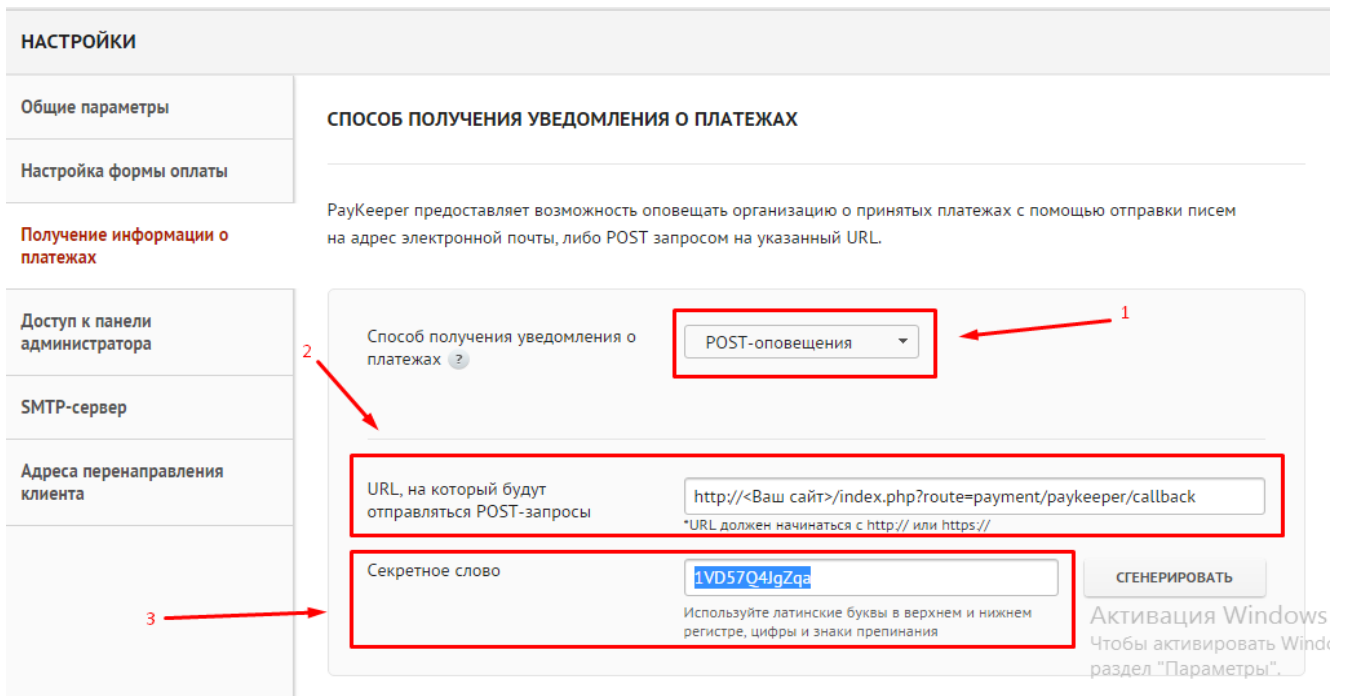 НАСТРОЙКИ
Общие параметры
Настройка формы оплаты
Получение информации о
платежах
Доступ к панели
администратора
SMTP-сервер
Адреса перенаправления
клиента
СПОСОБ ПОЛУЧЕНИЯ УВЕДОМЛЕНИЯ О ПЛАТЕЖАХ
PayKeeper предоставляет возможность оповещать организацию о принятых платежах с помощью отправки писем
на адрес электронной почты, либо POST запросом на указанный URL.
1
Способ получения уведомления о
платежах ?
POST-оповещения
2
URL, на который будут
отправляться POST-запросы
http://<Ваш сайт>/index.php?route=payment/paykeeper/callback
*URL должен начинаться с http:// или https://
3
Секретное слово
1VD57Q4JgZqa
СГЕНЕРИРОВАТЬ
Используйте латинские буквы в верхнем и нижнем
регистре, цифры и знаки препинания
Активация Windows
Чтобы активировать Windo
раздел "Параметры".